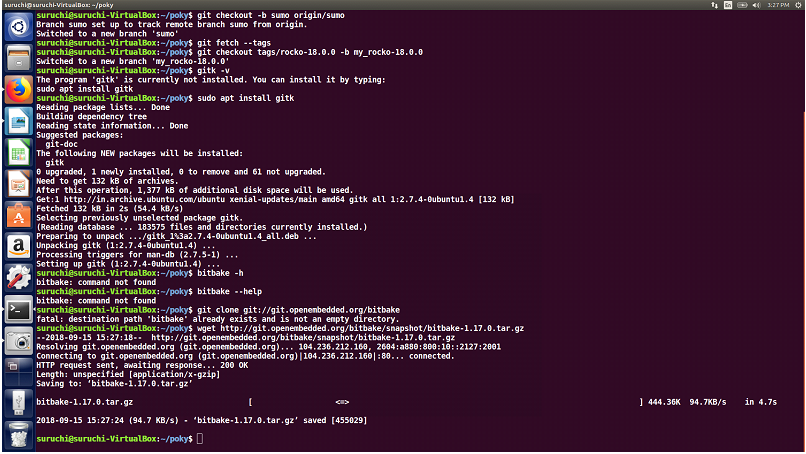 suruchi@suruchi-VirtualBox: ~/poky
En
3:27 PM
suruchi@suruchi-VirtualBox:~/poky$ git checkout -b sumo origin/sumo
Branch sumo set up to track remote branch sumo from origin.
Switched to a new branch 'sumo'
suruchi@suruchi-VirtualBox:~/poky$ git fetch --tags
suruchi@suruchi-VirtualBox:~/poky$ git checkout tags/rocko-18.0.0 -b my_rocko-18.0.0
Switched to a new branch 'my_rocko-18.0.0'
suruchi@suruchi-VirtualBox:~/poky$ gitk -v
The program 'gitk' is currently not installed. You can install it by typing:
sudo apt install gitk
suruchi@suruchi-VirtualBox:~/poky$ sudo apt install gitk
Reading package lists... Done
Building dependency tree
Reading state information... Done
Suggested packages:
  git-doc
The following NEW packages will be installed:
  gitk
0 upgraded, 1 newly installed, 0 to remove and 61 not upgraded.
Need to get 132 kB of archives.
After this operation, 1,377 kB of additional disk space will be used.
Get:1 http://in.archive.ubuntu.com/ubuntu xenial-updates/main amd64 gitk all 1:2.7.4-0ubuntu1.4 [132 kB]
Fetched 132 kB in 2s (54.4 kB/s)
Selecting previously unselected package gitk.
(Reading database ... 183575 files and directories currently installed.)
Preparing to unpack .../gitk_1%3a2.7.4-0ubuntu1.4_all.deb ...
Unpacking gitk (1:2.7.4-0ubuntu1.4) ...
Processing triggers for man-db (2.7.5-1) ...
Setting up gitk (1:2.7.4-0ubuntu1.4) ...
suruchi@suruchi-VirtualBox:~/poky$ bitbake -h
bitbake: command not found
suruchi@suruchi-VirtualBox:~/poky$ bitbake --help
bitbake: command not found
suruchi@suruchi-VirtualBox:~/poky$ git clone git://git.openembedded.org/bitbake
fatal: destination path 'bitbake' already exists and is not an empty directory.
suruchi@suruchi-VirtualBox:~/poky$ wget http://git.openembedded.org/bitbake/snapshot/bitbake-1.17.0.tar.gz
--2018-09-15 15:27:18--  http://git.openembedded.org/bitbake/snapshot/bitbake-1.17.0.tar.gz
Resolving git.openembedded.org (git.openembedded.org)... 104.236.212.160, 2604:a880:800:10::2127:2001
Connecting to git.openembedded.org (git.openembedded.org)|104.236.212.160|:80... connected.
HTTP request sent, awaiting response... 200 OK
Length: unspecified [application/x-gzip]
Saving to: ‘bitbake-1.17.0.tar.gz’
bitbake-1.17.0.tar.gz [ <=> ] 444.36K 94.7KB/s in 4.7s
2018-09-15 15:27:24 (94.7 KB/s) - ‘bitbake-1.17.0.tar.gz’ saved [455029]
suruchi@suruchi-VirtualBox:~/poky$